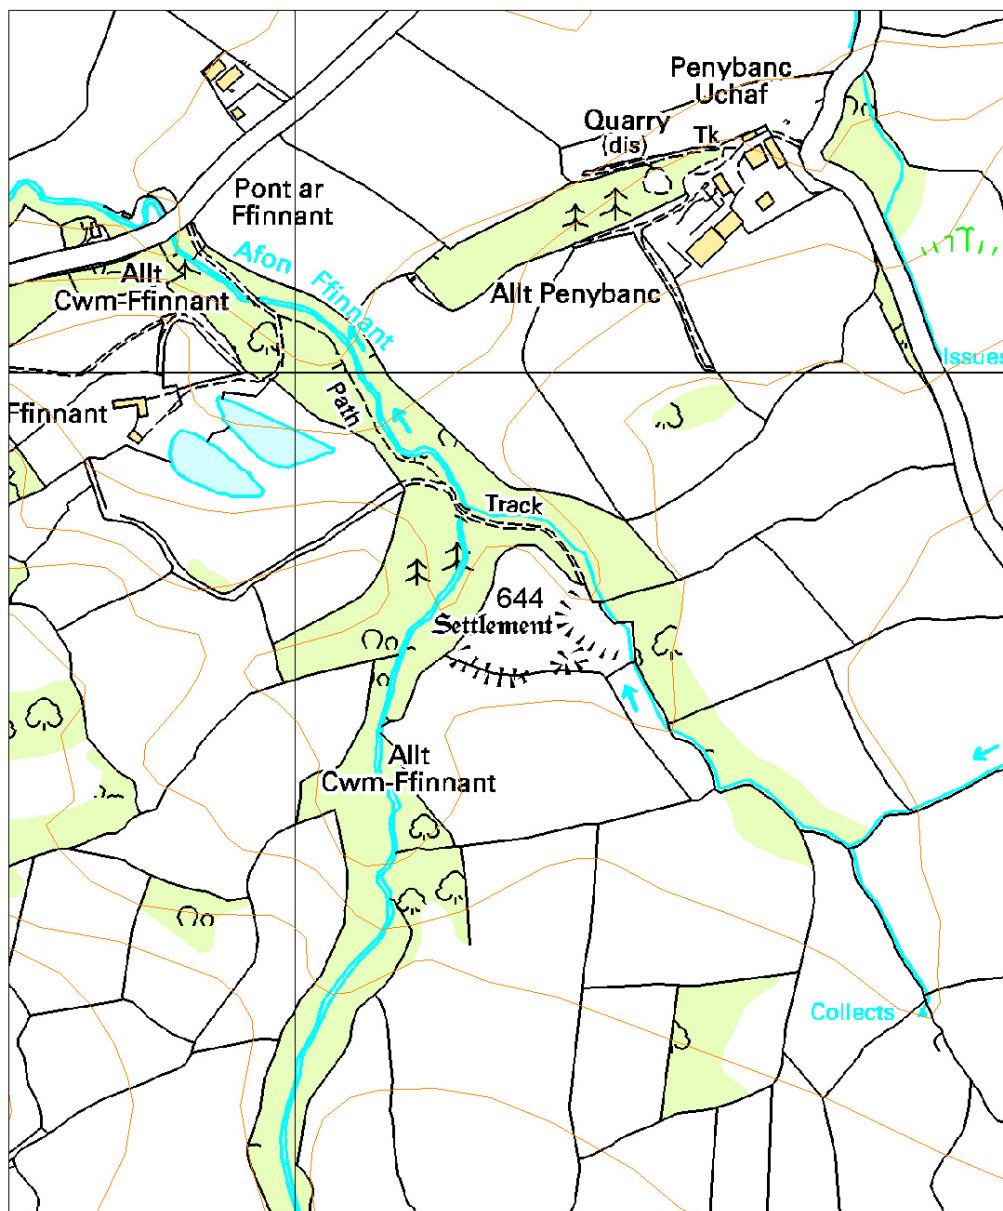 Penybanc
Uchaf
Quarry
(dis)
Tk
Pont ar
Ffinnant
Afon Ffinnant
Allt
Cwm-Ffinnant
Allt Penybanc
Issues
Ffinnant
Path
Track
644
Settlement
Allt
Cwm-Ffinnant
Collects